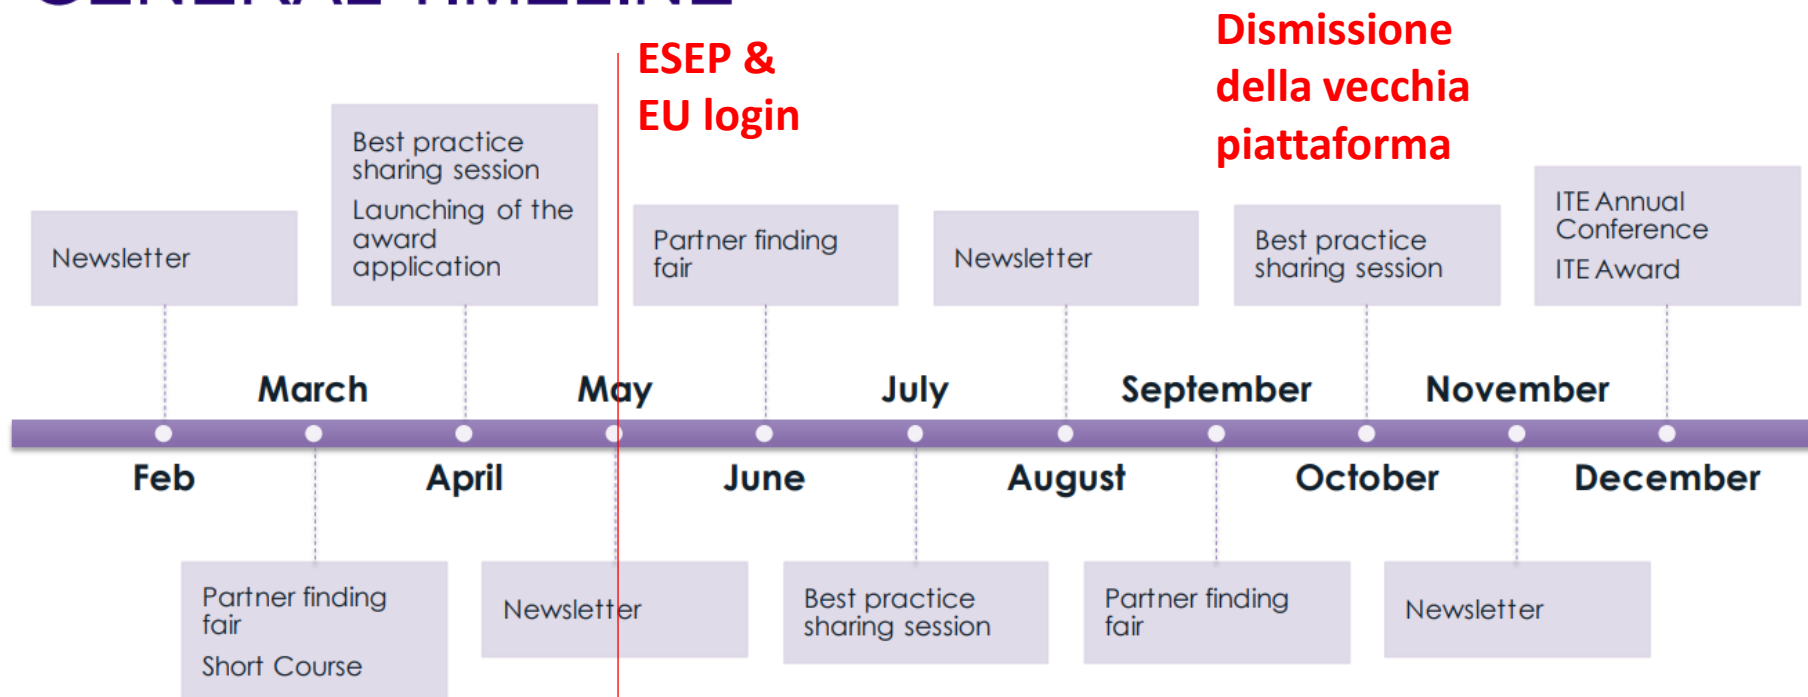 GENERAL TIMELINE
ESEP &
EU login
Dismissione
della vecchia
piattaforma
Newsletter
Best practice
sharing session
Launching of the
award
application
Partner finding
fair
Newsletter
Best practice
sharing session
ITE Annual
Conference
ITE Award
March
May
July
September
November
Feb
April
June
August
October
December
Partner finding
fair
Short Course
Newsletter
Best practice
sharing session
Partner finding
fair
Newsletter